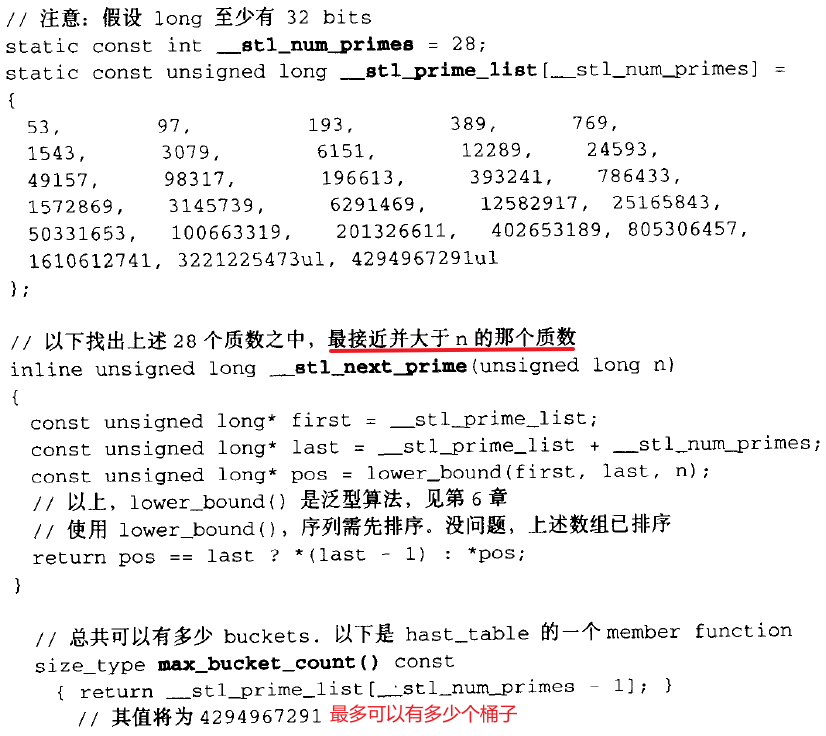 // 注意：假设 long 至少有 32 bits
static const int __stl_num_primes = 28;
static const unsigned long __stl_prime_list[__stl_num_primes] =
{
53, 97, 193, 389, 769,
1543, 3079, 6151, 12289, 24593,
49157, 98317, 196613, 393241, 786433,
1572869, 3145739, 6291469, 12582917, 25165843,
50331653, 100663319, 201326611, 402653189, 805306457,
1610612741, 3221225473ul, 4294967291ul
};
// 以下找出上述 28 个质数之中，最接近并大于 n 的那个质数
inline unsigned long __stl_next_prime(unsigned long n)
{
const unsigned long* first = __stl_prime_list;
const unsigned long* last = __stl_prime_list + __stl_num_primes;
const unsigned long* pos = lower_bound(first, last, n);
// 以上，lower_bound() 是泛型算法，见第 6 章
// 使用 lower_bound()，序列需先排序。没问题，上述数组已排序
return pos == last ? *(last - 1) : *pos;
}
// 总共可以有多少 buckets. 以下是 hast_table 的一个 member function
size_type max_bucket_count() const
{ return __stl_prime_list[__stl_num_primes - 1]; }
// 其值将为 4294967291 最多可以有多少个桶子